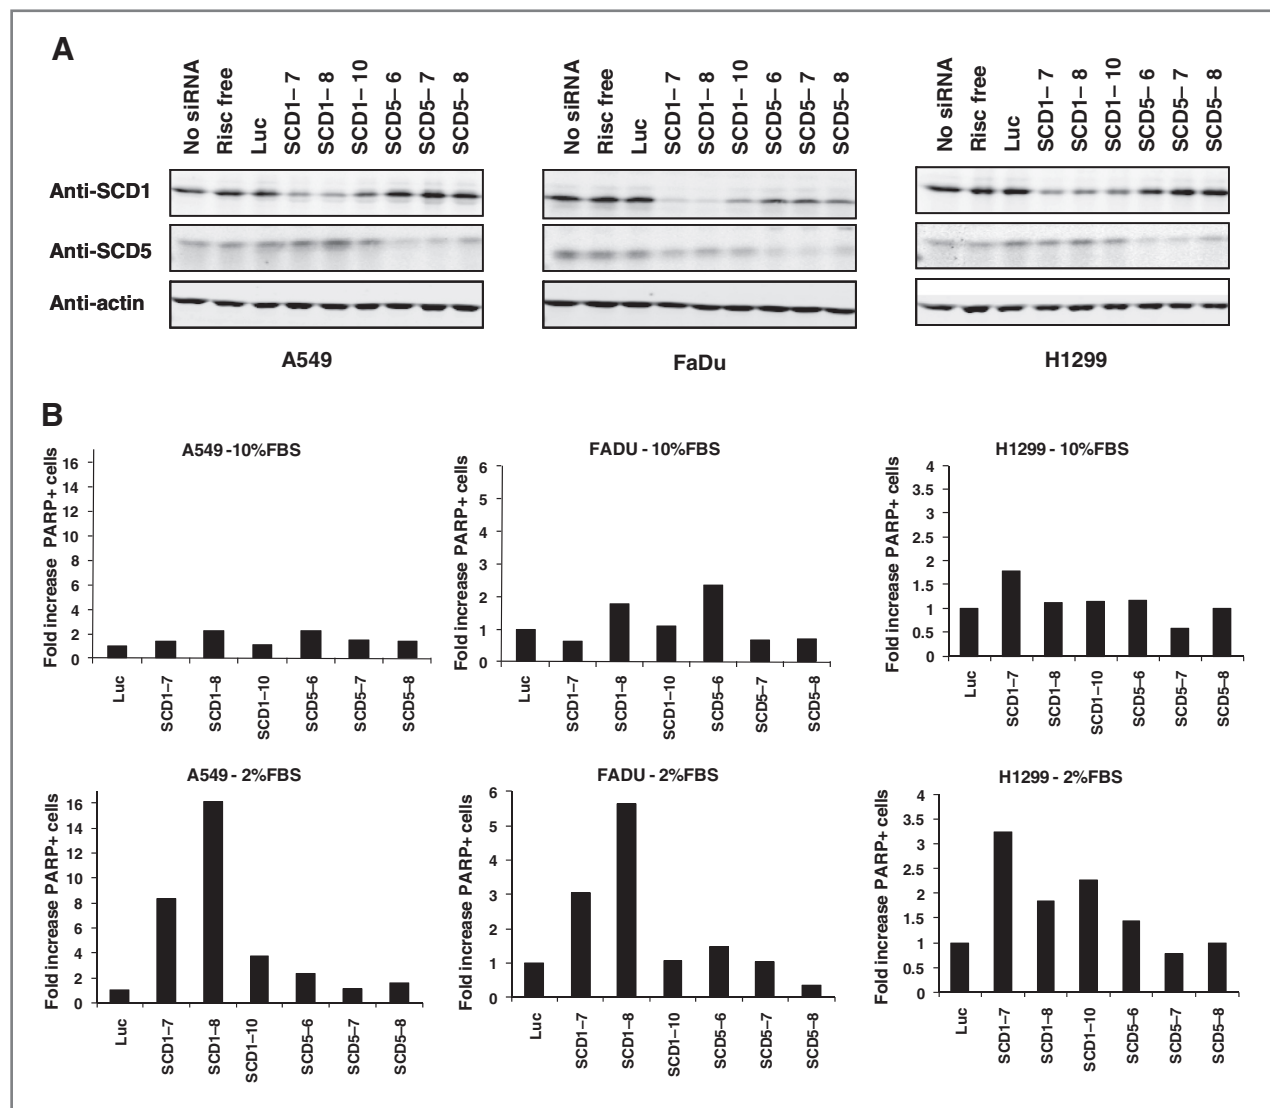 A
No siRNA
Risc free
Luc
SCD1– 7
SCD1– 8
SCD1– 10
SCD5– 6
SCD5– 7
SCD5– 8
No siRNA
Risc free
Luc
SCD1– 7
SCD1– 8
SCD1– 10
SCD5– 6
SCD5– 7
SCD5– 8
No siRNA
Risc free
Luc
SCD1– 7
SCD1– 8
SCD1– 10
SCD5– 6
SCD5– 7
SCD5– 8
Anti-SCD1
Anti-SCD5
Anti-actin
A549
FaDu
H1299
B
A549 -10%FBS
Fold increase PARP+ cells
16
14
12
10
8
6
4
2
0
Luc
SCD1–7
SCD1–8
SCD1–10
SCD5–6
SCD5–7
SCD5–8
FADU - 10%FBS
Fold increase PARP+ cells
6
5
4
3
2
1
0
Luc
SCD1–7
SCD1–8
SCD1–10
SCD5–6
SCD5–7
SCD5–8
H1299 - 10%FBS
Fold increase PARP+ cells
4
3.5
3
2.5
2
1.5
1
0.5
0
Luc
SCD1–7
SCD1–8
SCD1–10
SCD5–6
SCD5–7
SCD5–8
A549 - 2%FBS
Fold increase PARP+ cells
16
14
12
10
8
6
4
2
0
Luc
SCD1–7
SCD1–8
SCD1–10
SCD5–6
SCD5–7
SCD5–8
FADU - 2%FBS
Fold increase PARP+ cells
6
5
4
3
2
1
0
Luc
SCD1–7
SCD1–8
SCD1–10
SCD5–6
SCD5–7
SCD5–8
H1299 - 2%FBS
Fold increase PARP+ cells
4
3.5
3
2.5
2
1.5
1
0.5
0
Luc
SCD1–7
SCD1–8
SCD1–10
SCD5–6
SCD5–7
SCD5–8